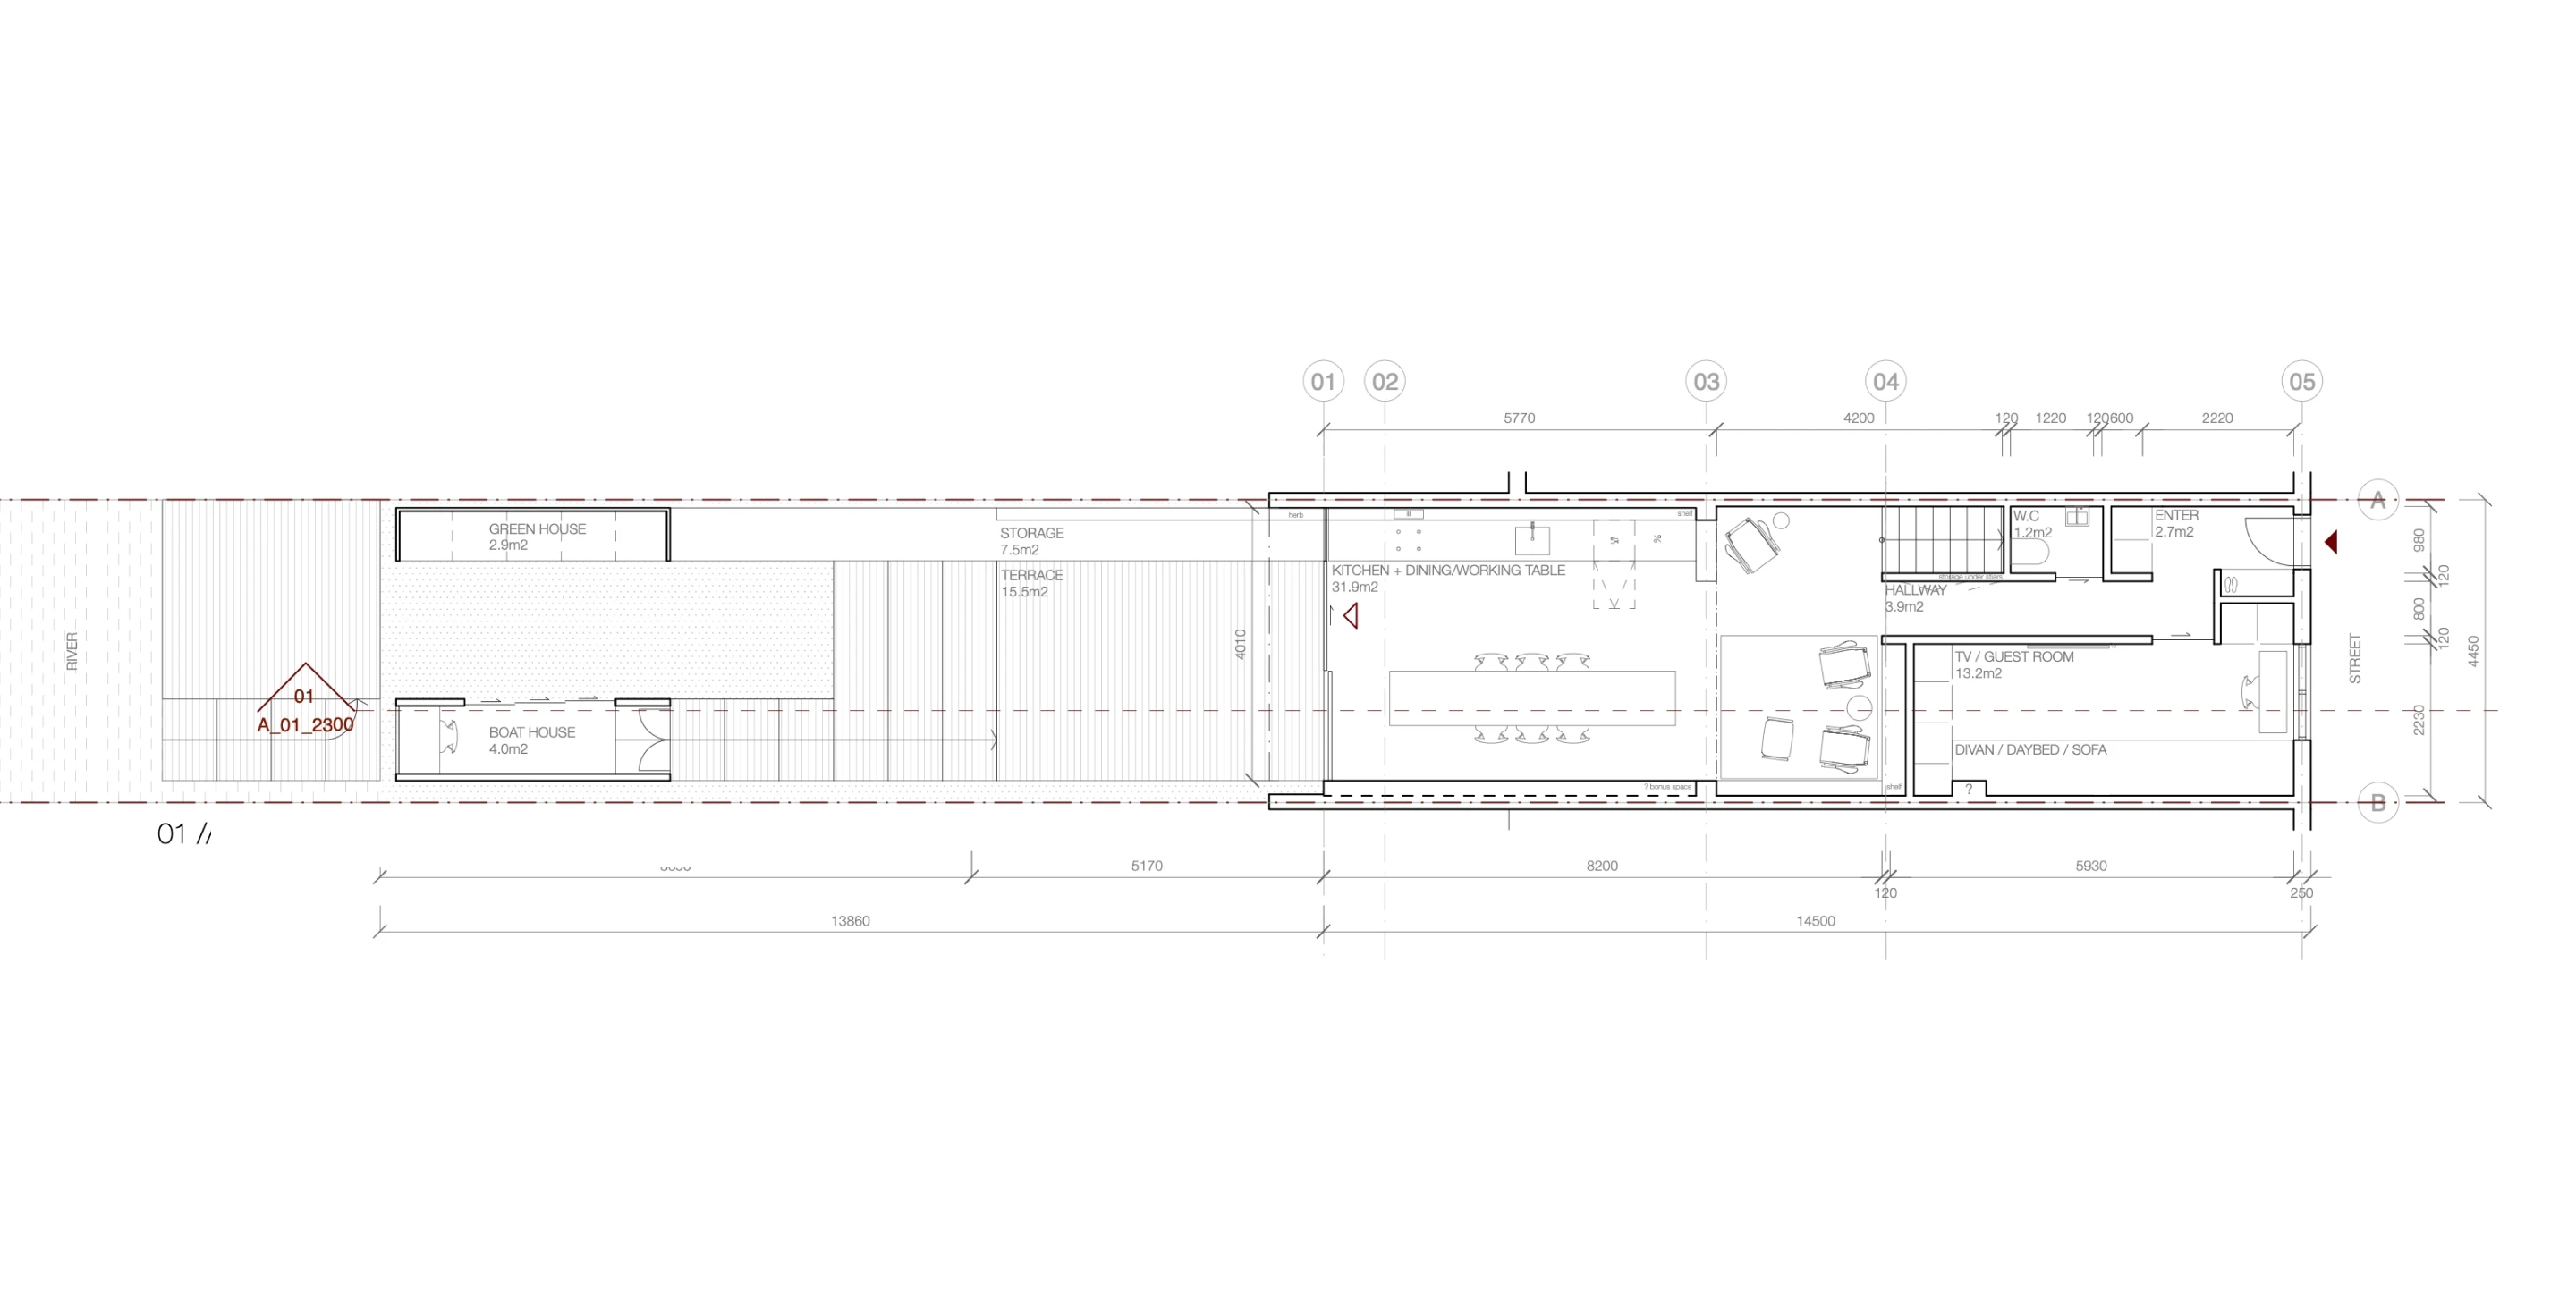 01 02 03 04 05
5770 4200 120 1220 120 600 2220
A
GREEN HOUSE
2.9m2
STORAGE
7.5m2
herb
shelf
W.C
1.2m2
ENTER
2.7m2
980
TERRACE
15.5m2
KITCHEN + DINING/WORKING TABLE
31.9m2
storage under stairs
HALLWAY
3.9m2
120
800
120
RIVER
4010
STREET
4450
TV / GUEST ROOM
13.2m2
01
A_01_2300
2230
BOAT HOUSE
4.0m2
DIVAN / DAYBED / SOFA
? bonus space
shelf
?
B
01 //
5170 8200 5930
120 250
13860 14500